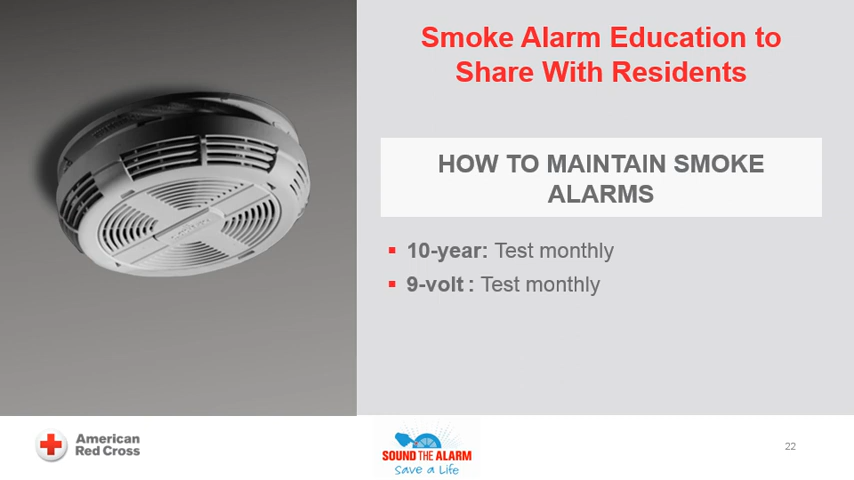 Smoke Alarm Education to
Share With Residents
HOW TO MAINTAIN SMOKE
ALARMS
10-year: Test monthly
9-volt : Test monthly
American
Red Cross
SOUND THE ALARM
Save a Life
22